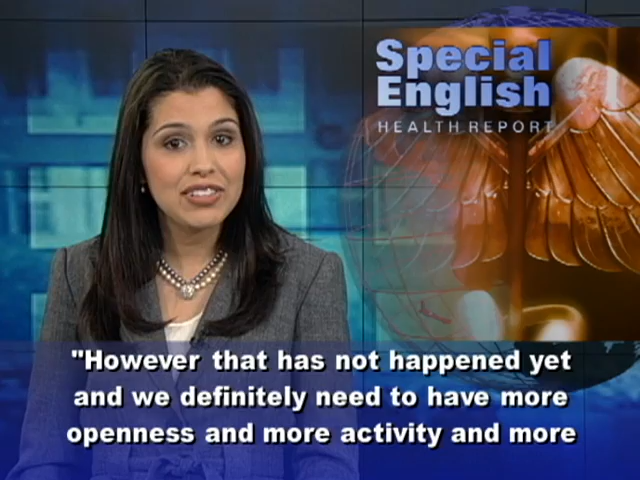 Special
English
HEALTH REPORT
"However that has not happened yet
and we definitely need to have more
openness and more activity and more